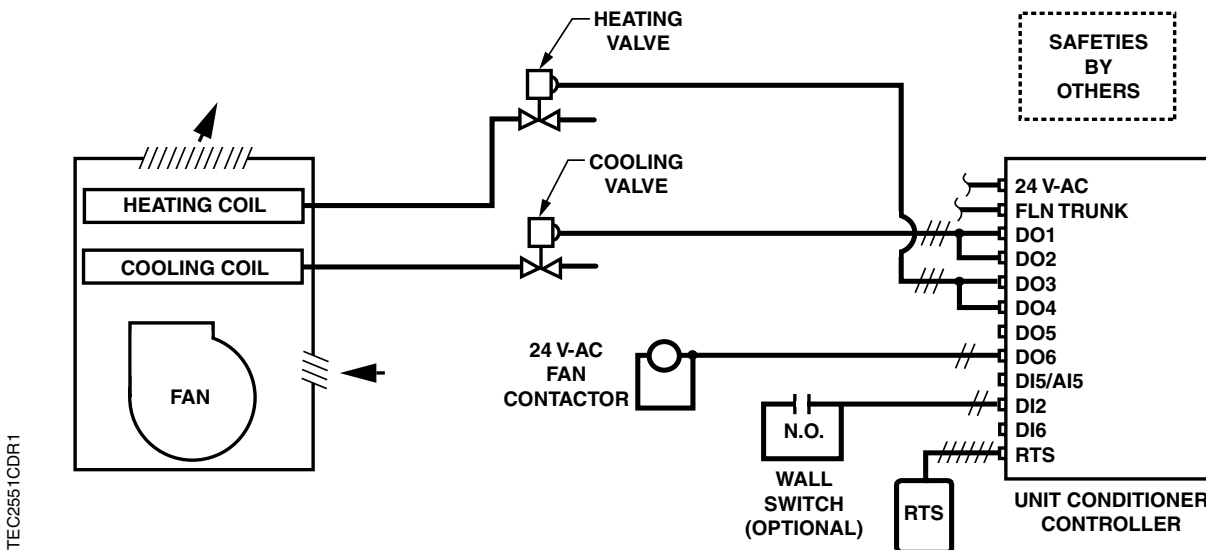 HEATING
VALVE
SAFETIES
BY
OTHERS
COOLING
VALVE
HEATING COIL
COOLING COIL
FAN
24 V-AC
FAN
CONTACTOR
N.O.
WALL
SWITCH
(OPTIONAL)
RTS
24 V-AC
FLN TRUNK
DO1
DO2
DO3
DO4
DO5
DO6
DI5/AI5
DI2
DI6
RTS
UNIT CONDITIONER
CONTROLLER
TEC2551CDR1